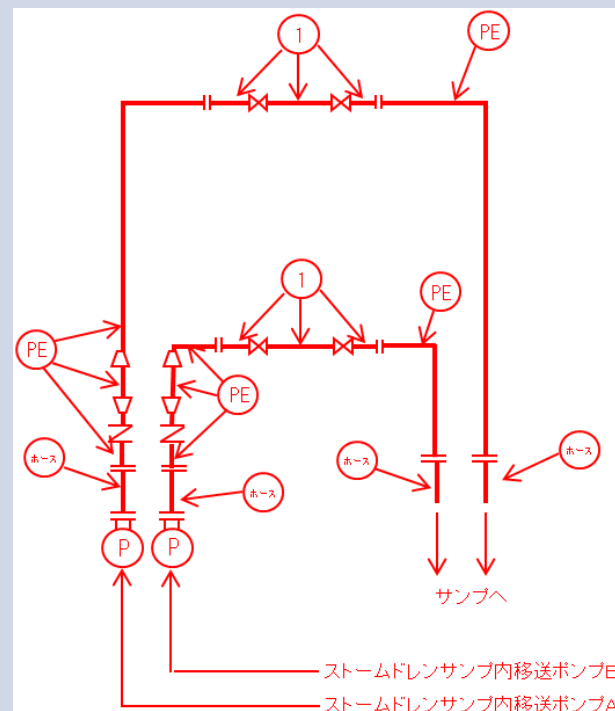 1
PE
1
PE
PE
PE
ホース
ホース
ホース
ホース
P
P
サンプへ
ストームドレンサンプ内移送ポンプB
ストームドレンサンプ内移送ポンプA